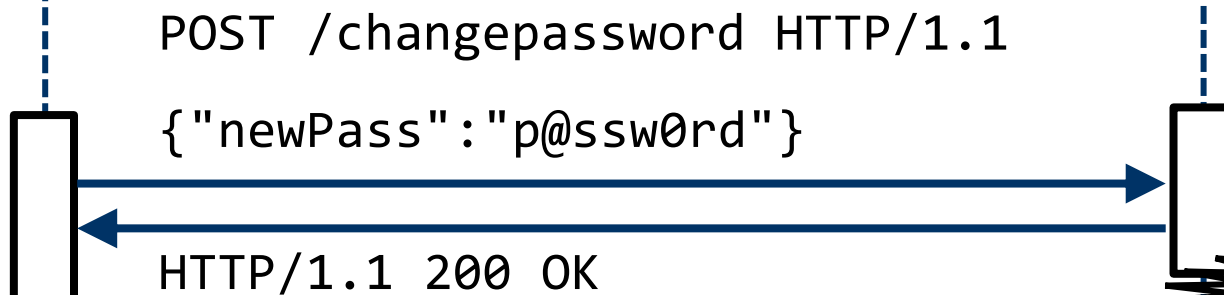 POST /changepassword HTTP/1.1
{"newPass":"p@ssw0rd"}
HTTP/1.1 200 OK